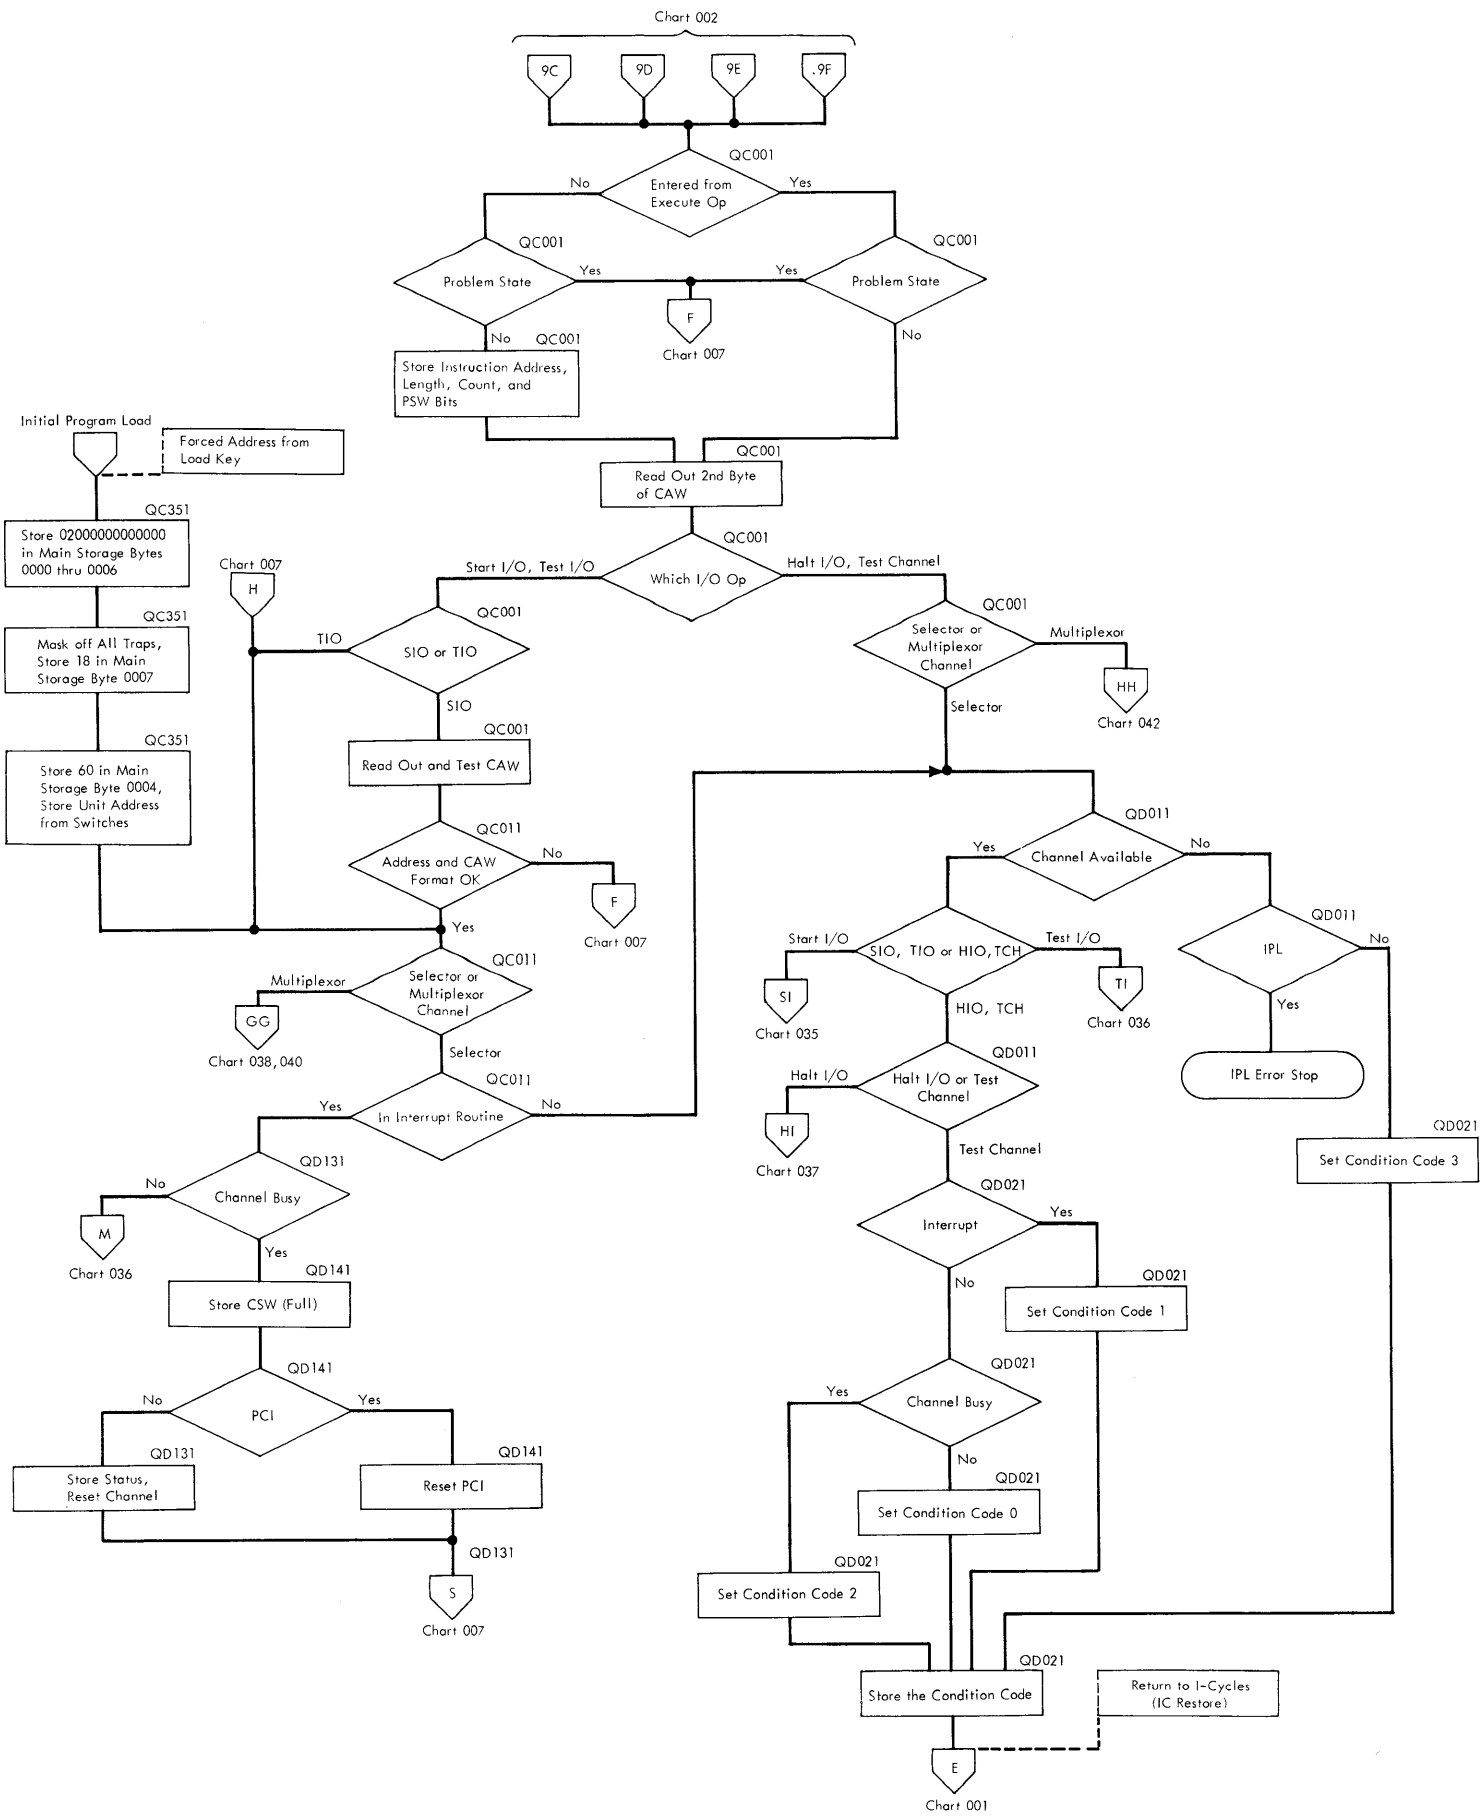 Chart 002
9C
9D
9E
.9F
QC001
Entered from
Execute Op
No
Yes
QC001
Problem State
Yes
Yes
QC001
Problem State
F
Chart 007
No
QC001
Store Instruction Address,
Length, Count, and
PSW Bits
No
Initial Program Load
Forced Address from
Load Key
QC001
Read Out 2nd Byte
of CAW
QC351
Store 02000000000000
in Main Storage Bytes
0000 thru 0006
QC001
Which I/O Op
Start I/O, Test I/O
Halt I/O, Test Channel
Chart 007
H
QC351
Mask off All Traps,
Store 18 in Main
Storage Byte 0007
TIO
QC001
SIO or TIO
SIO
QC001
Selector or
Multiplexor
Channel
Multiplexor
HH
Chart 042
Selector
QC351
Store 60 in Main
Storage Byte 0004,
Store Unit Address
from Switches
QC001
Read Out and Test CAW
QC011
Address and CAW
Format OK
No
F
Chart 007
Yes
QD011
Channel Available
Yes
No
QC011
Selector or
Multiplexor
Channel
Multiplexor
GG
Chart 038,040
Selector
Start I/O
SIO, TIO or HIO,TCH
Test I/O
SI
Chart 035
TI
Chart 036
HIO, TCH
QD011
IPL
No
Yes
IPL Error Stop
QC011
In Interrupt Routine
Yes
No
QD011
Halt I/O or Test
Channel
Halt I/O
HI
Chart 037
Test Channel
QD021
Set Condition Code 3
QD131
Channel Busy
No
M
Chart 036
Yes
QD021
Interrupt
Yes
No
QD141
Store CSW (Full)
QD021
Set Condition Code 1
QD141
PCI
No
Yes
QD021
Channel Busy
Yes
No
QD131
Store Status,
Reset Channel
QD141
Reset PCI
QD021
Set Condition Code 0
QD131
S
Chart 007
QD021
Set Condition Code 2
QD021
Store the Condition Code
Return to I-Cycles
(IC Restore)
E
Chart 001